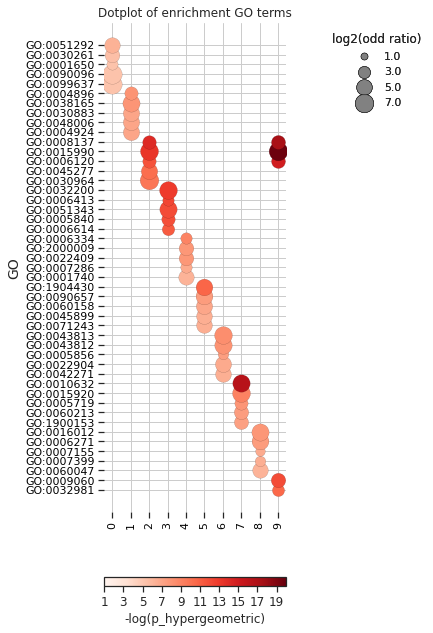 Dotplot of enrichment GO terms
log2(odd ratio)
1.0
3.0
5.0
7.0
GO
GO:0051292
GO:0030261
GO:0001650
GO:0090096
GO:0099637
GO:0004896
GO:0038165
GO:0030883
GO:0048006
GO:0004924
GO:0008137
GO:0015990
GO:0006120
GO:0045277
GO:0030964
GO:0032200
GO:0006413
GO:0051343
GO:0005840
GO:0006614
GO:0006334
GO:2000009
GO:0022409
GO:0007286
GO:0001740
GO:1904430
GO:0090657
GO:0060158
GO:0045899
GO:0071243
GO:0043813
GO:0043812
GO:0005856
GO:0022904
GO:0042271
GO:0010632
GO:0015920
GO:0005719
GO:0060213
GO:1900153
GO:0016012
GO:0006271
GO:0007155
GO:0007399
GO:0060047
GO:0009060
GO:0032981
0 1 2 3 4 5 6 7 8 9
1 3 5 7 9 11 13 15 17 19
-log(p_hypergeometric)